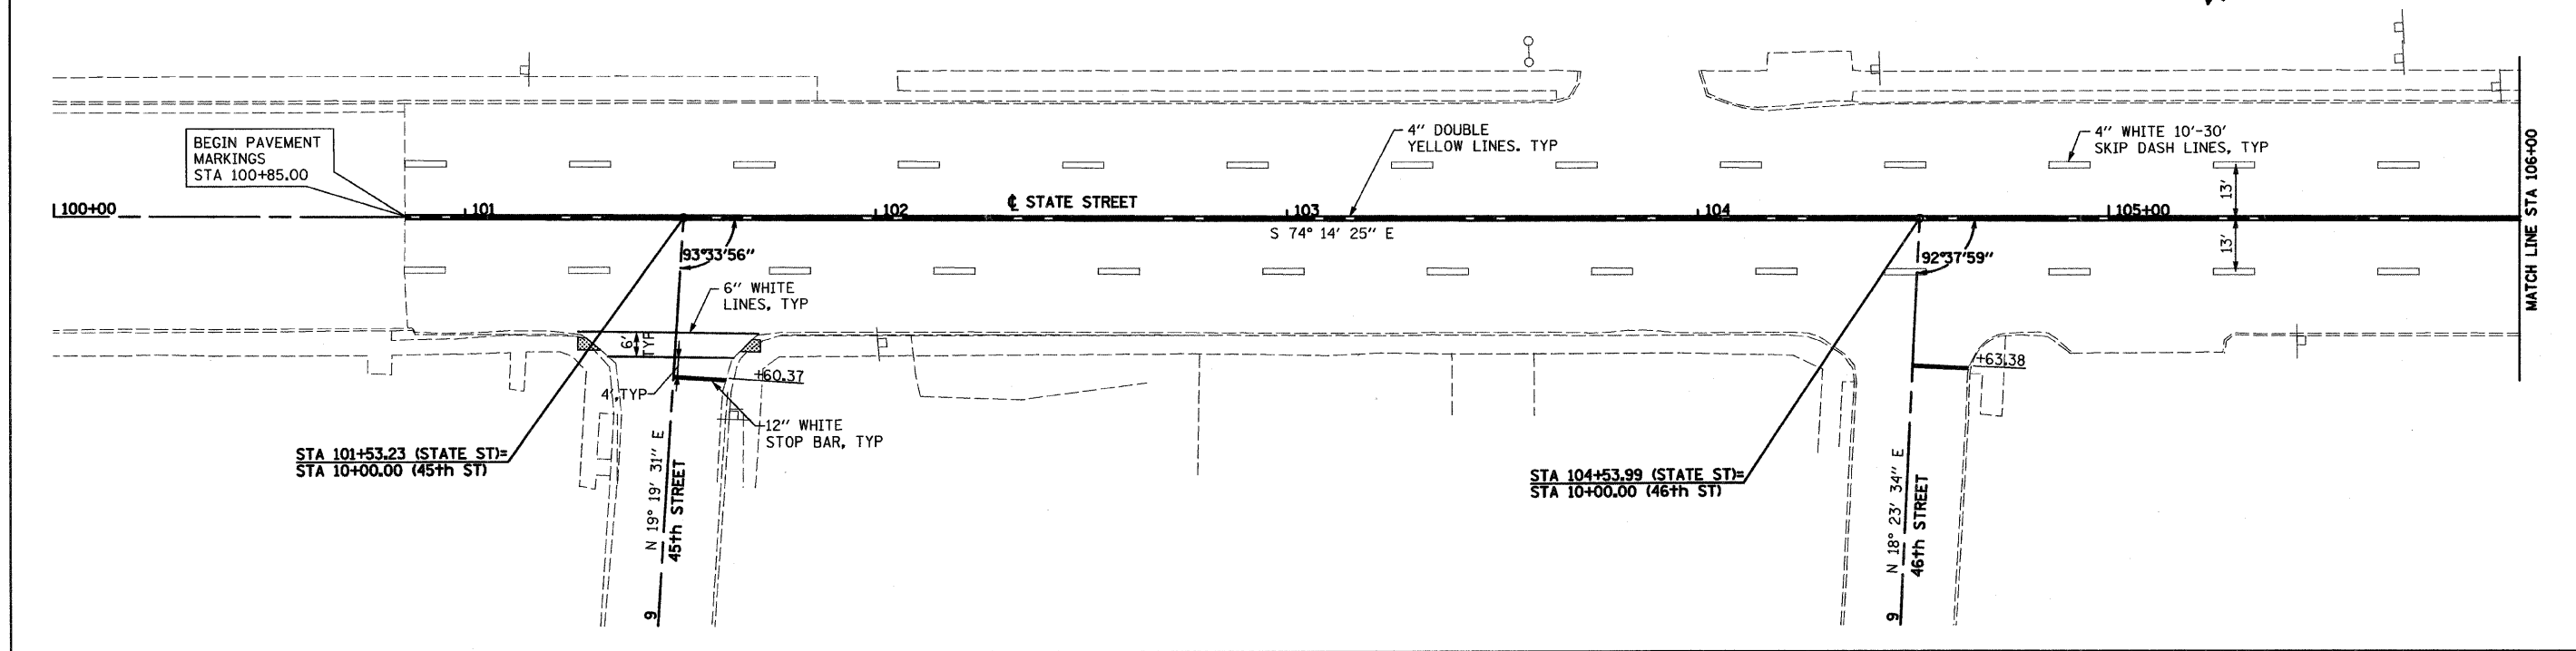 4" DOUBLE
YELLOW LINES. TYP
4" WHITE 10'-30'
SKIP DASH LINES, TYP
BEGIN PAVEMENT
MARKINGS
STA 100+85.00
100+00
101
102
℄ STATE STREET
103
104
105+00
13'
13'
MATCH LINE STA 106+00
S 74° 14' 25" E
93°33'56"
92°37'59"
6" WHITE
LINES, TYP
6'
TYP
+60.37
+63.38
4' TYP
12" WHITE
STOP BAR, TYP
STA 101+53.23 (STATE ST)=
STA 10+00.00 (45th ST)
N 19° 19' 31" E
45th STREET
9
STA 104+53.99 (STATE ST)=
STA 10+00.00 (46th ST)
N 18° 23' 34" E
46th STREET
9